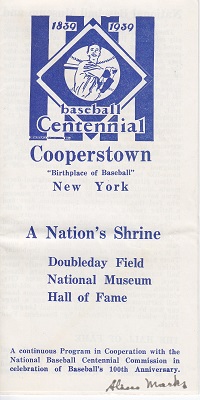 1839 1939
baseball
Centennial
Cooperstown
"Birthplace of Baseball"
New York
A Nation's Shrine
Doubleday Field
National Museum
Hall of Fame
A continuous Program in Cooperation with the
National Baseball Centennial Commission in
celebration of Baseball's 100th Anniversary.
Marks